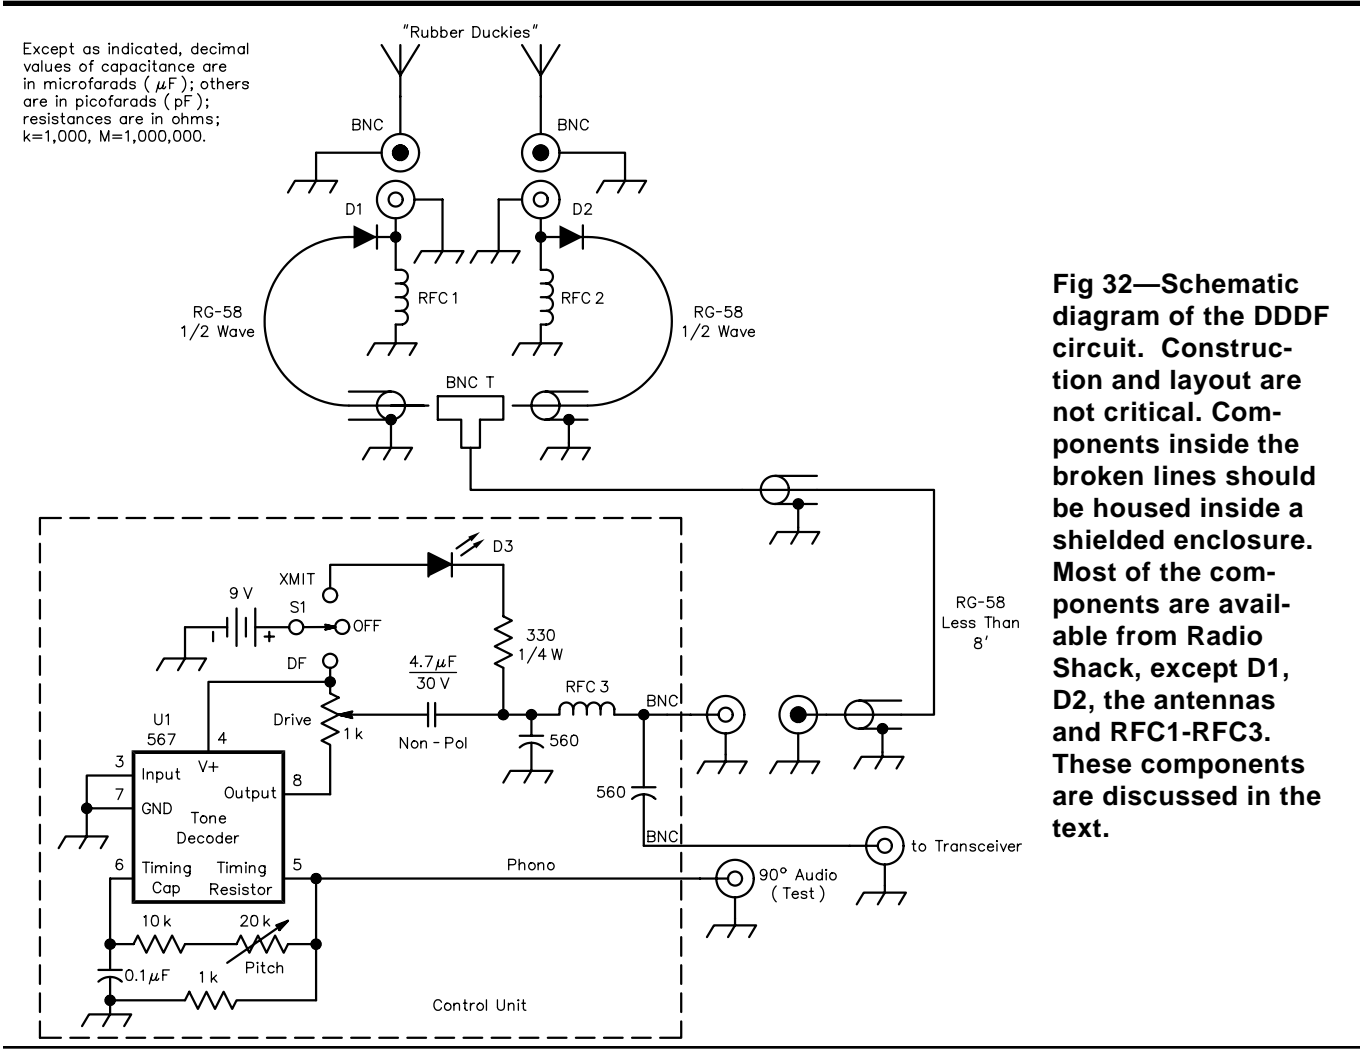 "Rubber Duckies"
Except as indicated, decimal
values of capacitance are
in microfarads ( μF ); others
are in picofarads ( pF );
resistances are in ohms;
k=1,000, M=1,000,000.
BNC
BNC
D1
D2
RFC 1
RFC 2
RG-58
1/2 Wave
RG-58
1/2 Wave
BNC T
D3
XMIT
9 V
S1
OFF
DF
330
1/4 W
4.7μF
30 V
Non-Pol
RFC 3
BNC
RG-58
Less Than
8'
Drive
1k
560
560
BNC
to Transceiver
U1
567
4
V+
3
Input
7
GND
Output
8
Tone
Decoder
6
Timing
Cap
Timing
Resistor
5
Phono
90° Audio
( Test )
10k
20k
Pitch
0.1μF
1k
Control Unit
Fig 32—Schematic
diagram of the DDDF
circuit.  Construc-
tion and layout are
not critical. Com-
ponents inside the
broken lines should
be housed inside a
shielded enclosure.
Most of the com-
ponents are avail-
able from Radio
Shack, except D1,
D2, the antennas
and RFC1-RFC3.
These components
are discussed in the
text.